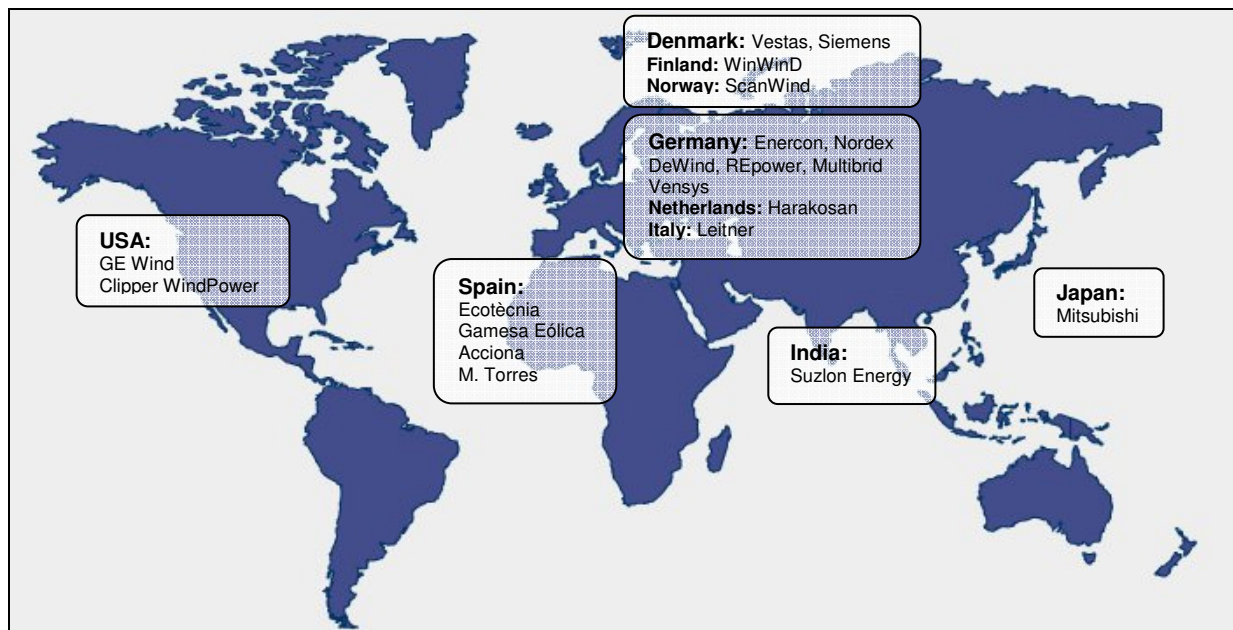 Denmark: Vestas, Siemens
Finland: WinWinD
Norway: ScanWind
Germany: Enercon, Nordex
DeWind, REpower, Multibrid
Vensys
Netherlands: Harakosan
Italy: Leitner
USA:
GE Wind
Clipper WindPower
Spain:
Ecotècnia
Gamesa Eólica
Acciona
M. Torres
India:
Suzlon Energy
Japan:
Mitsubishi